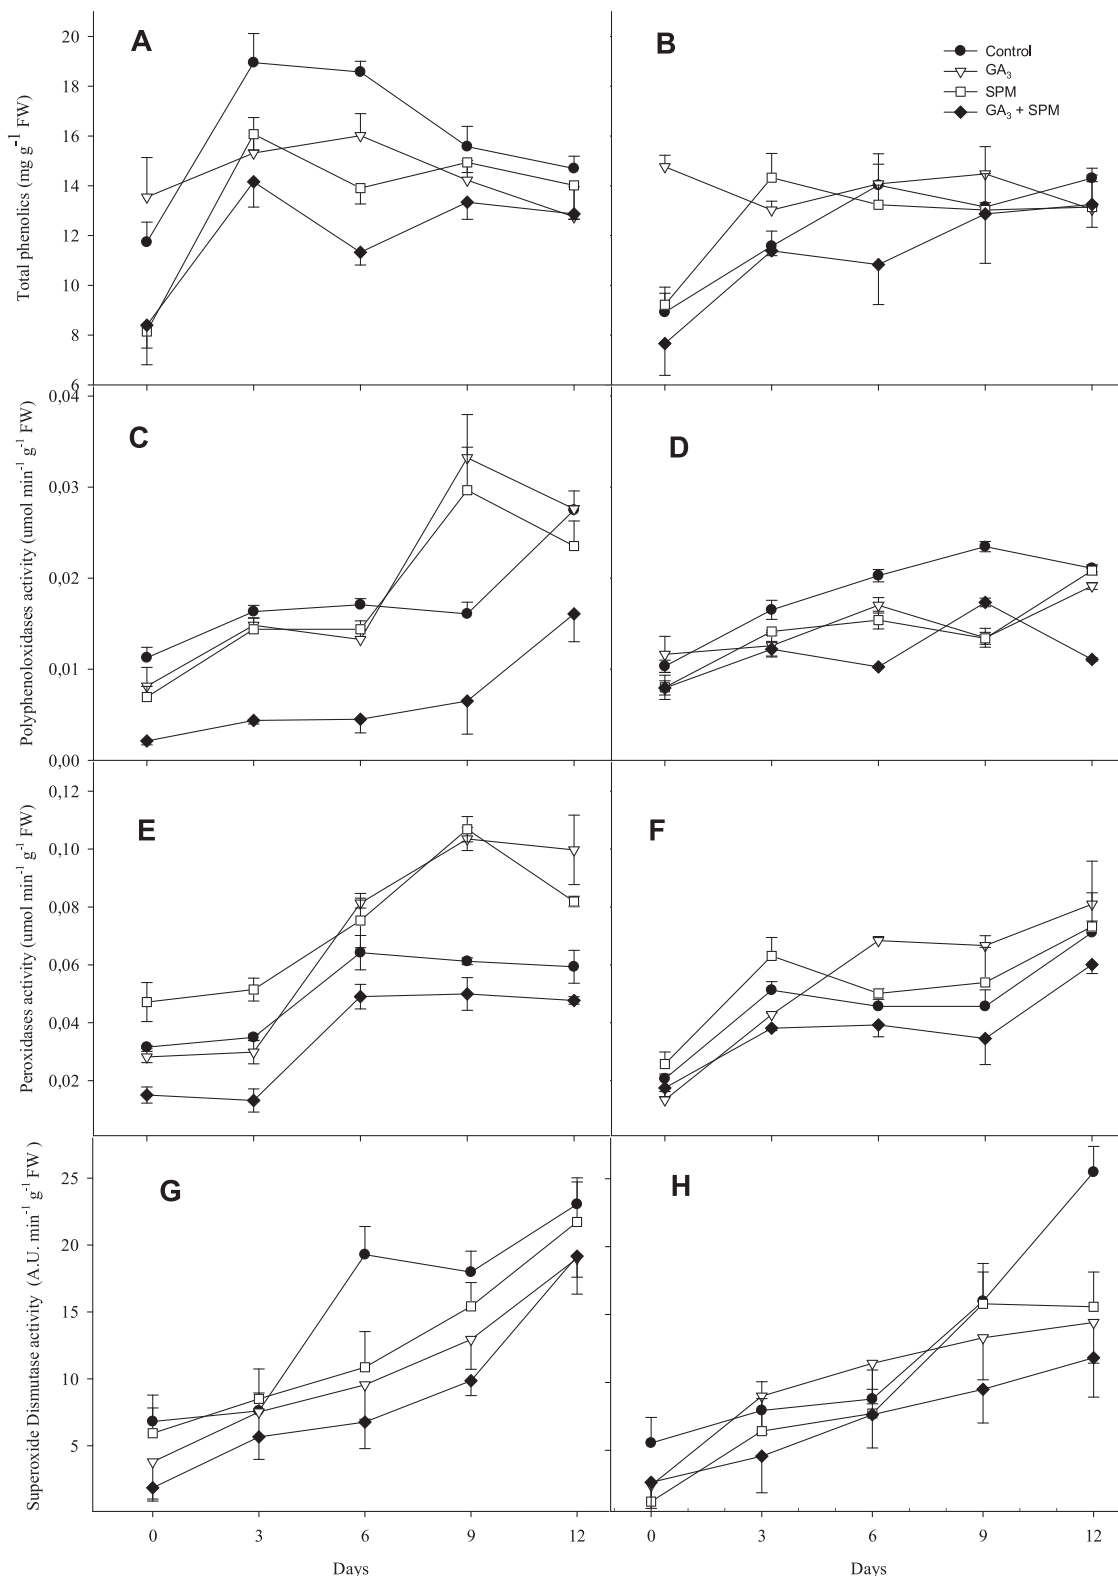 A
B
Control
GA3
SPM
GA3 + SPM
Total phenolics (mg g-1 FW)
20
18
16
14
12
10
8
6
C
D
Polyphenoloxidases activity (umol min-1 g-1 FW)
0,04
0,03
0,02
0,01
0,00
E
F
Peroxidases activity (umol min-1 g-1 FW)
0,12
0,10
0,08
0,06
0,04
0,02
G
H
Superoxide Dismutase activity (A.U. min-1 g-1 FW )
25
20
15
10
5
0 3 6 9 12
0 3 6 9 12
Days
Days